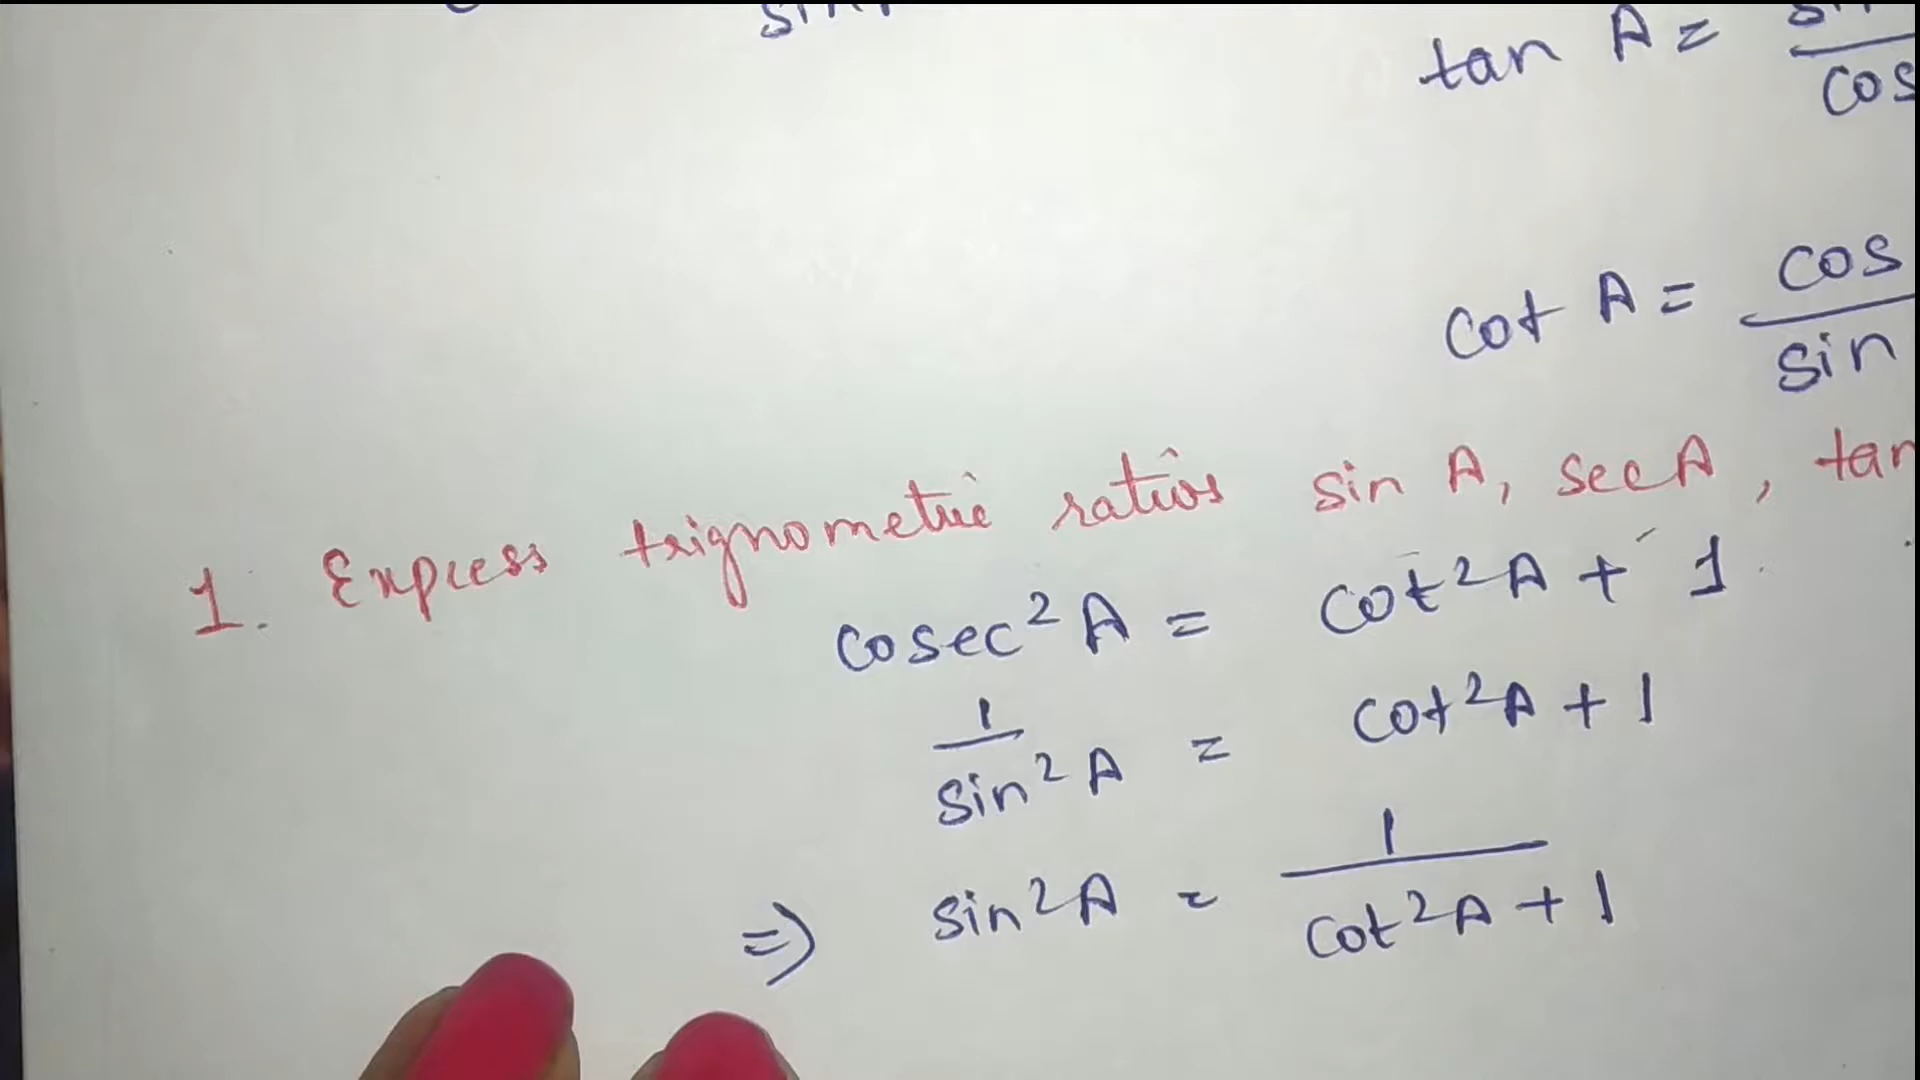 tan A =
cos
cot A = cos
sin
1. Express trignometric ratios sin A, sec A, tan
cosec²A = cot²A + 1
1
sin²A = cot²A + 1
1
⇒ sin²A =
cot²A + 1